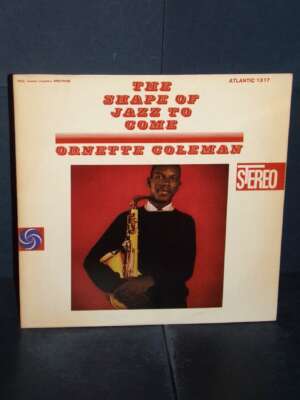 ATLANTIC 1317
THE
SHAPE OF
JAZZ TO
COME
ORNETTE COLEMAN
STEREO